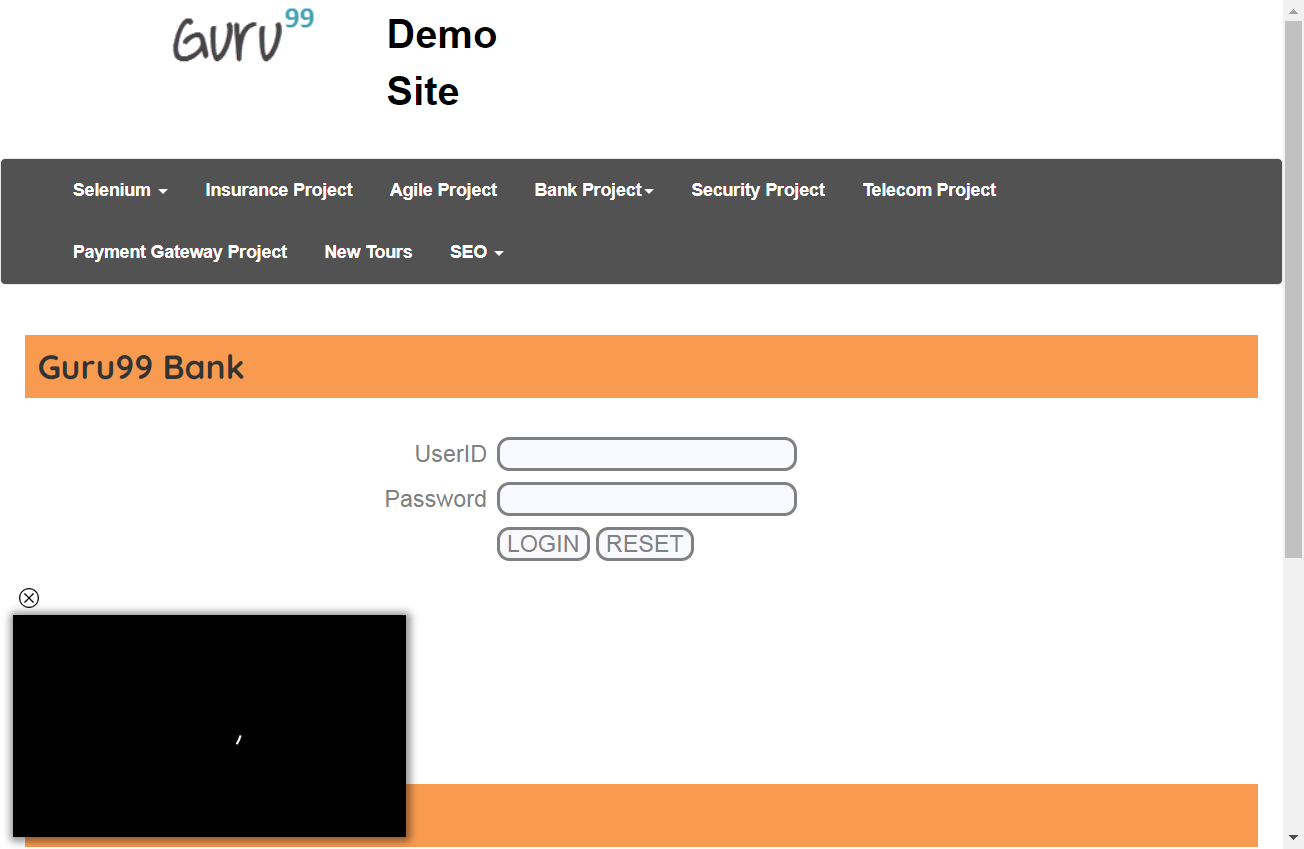 Guru99
Demo
Site
Selenium
Insurance Project
Agile Project
Bank Project
Security Project
Telecom Project
Payment Gateway Project
New Tours
SEO
Guru99 Bank
UserID
Password
LOGIN RESET